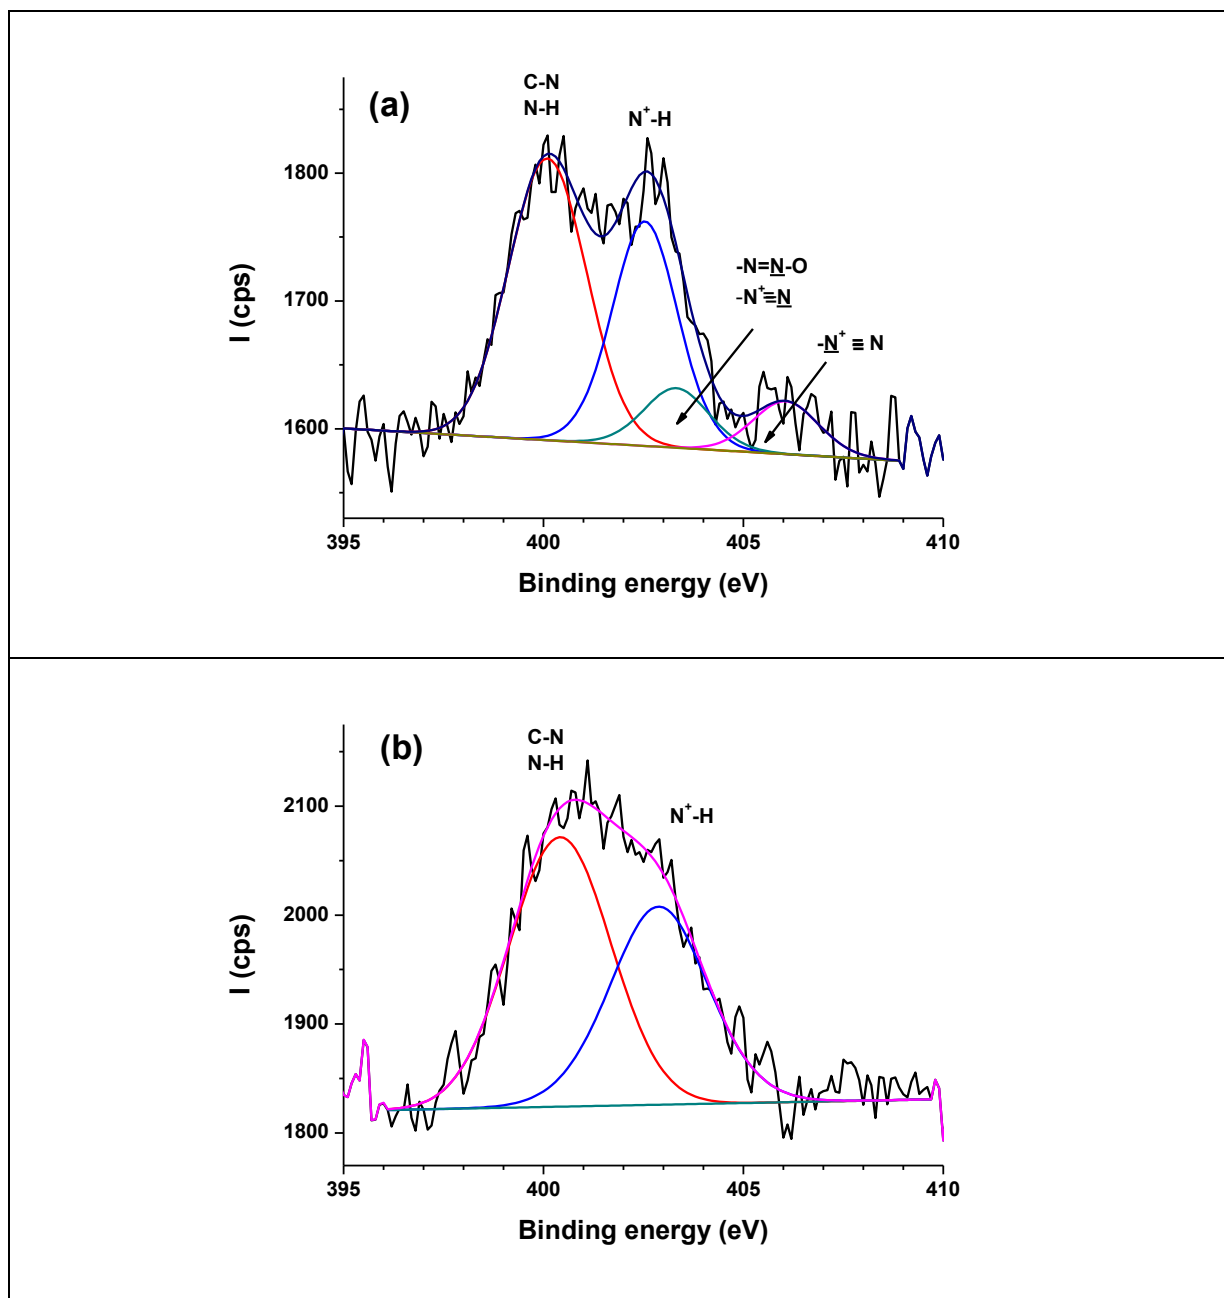 (a)
C-N
N-H
N⁺-H
-N=N-O
-N⁺≡N
-N⁺ ≡ N
1800
1700
1600
I (cps)
395 400 405 410
Binding energy (eV)
(b)
C-N
N-H
N⁺-H
2100
2000
1900
1800
I (cps)
395 400 405 410
Binding energy (eV)